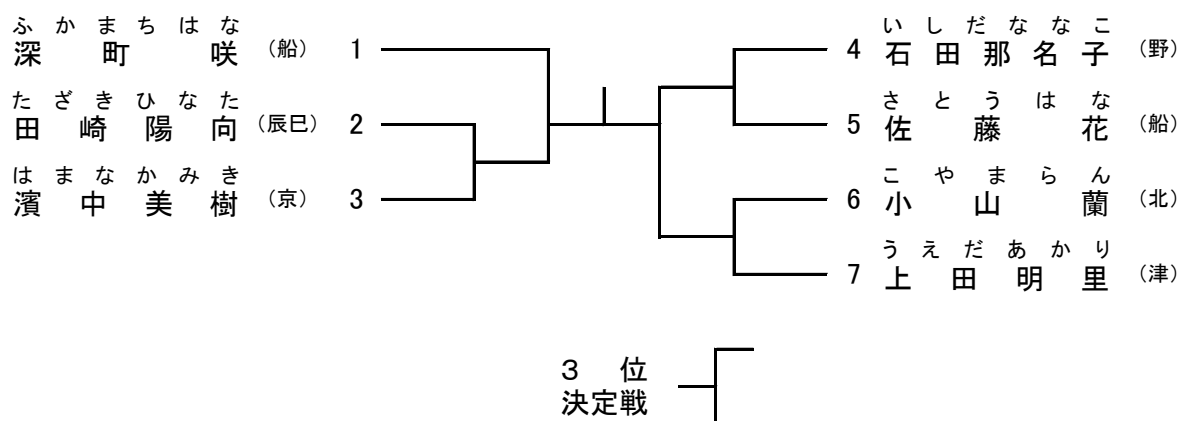 ふかまちはな
深町咲 （船） 1
たざきひなた
田崎陽向 （辰巳） 2
はまなかみき
濱中美樹 （京） 3
いしだななこ
4 石田那名子 （野）
さとうはな
5 佐藤花 （船）
こやまらん
6 小山蘭 （北）
うえだあかり
7 上田明里 （津）
3位
決定戦